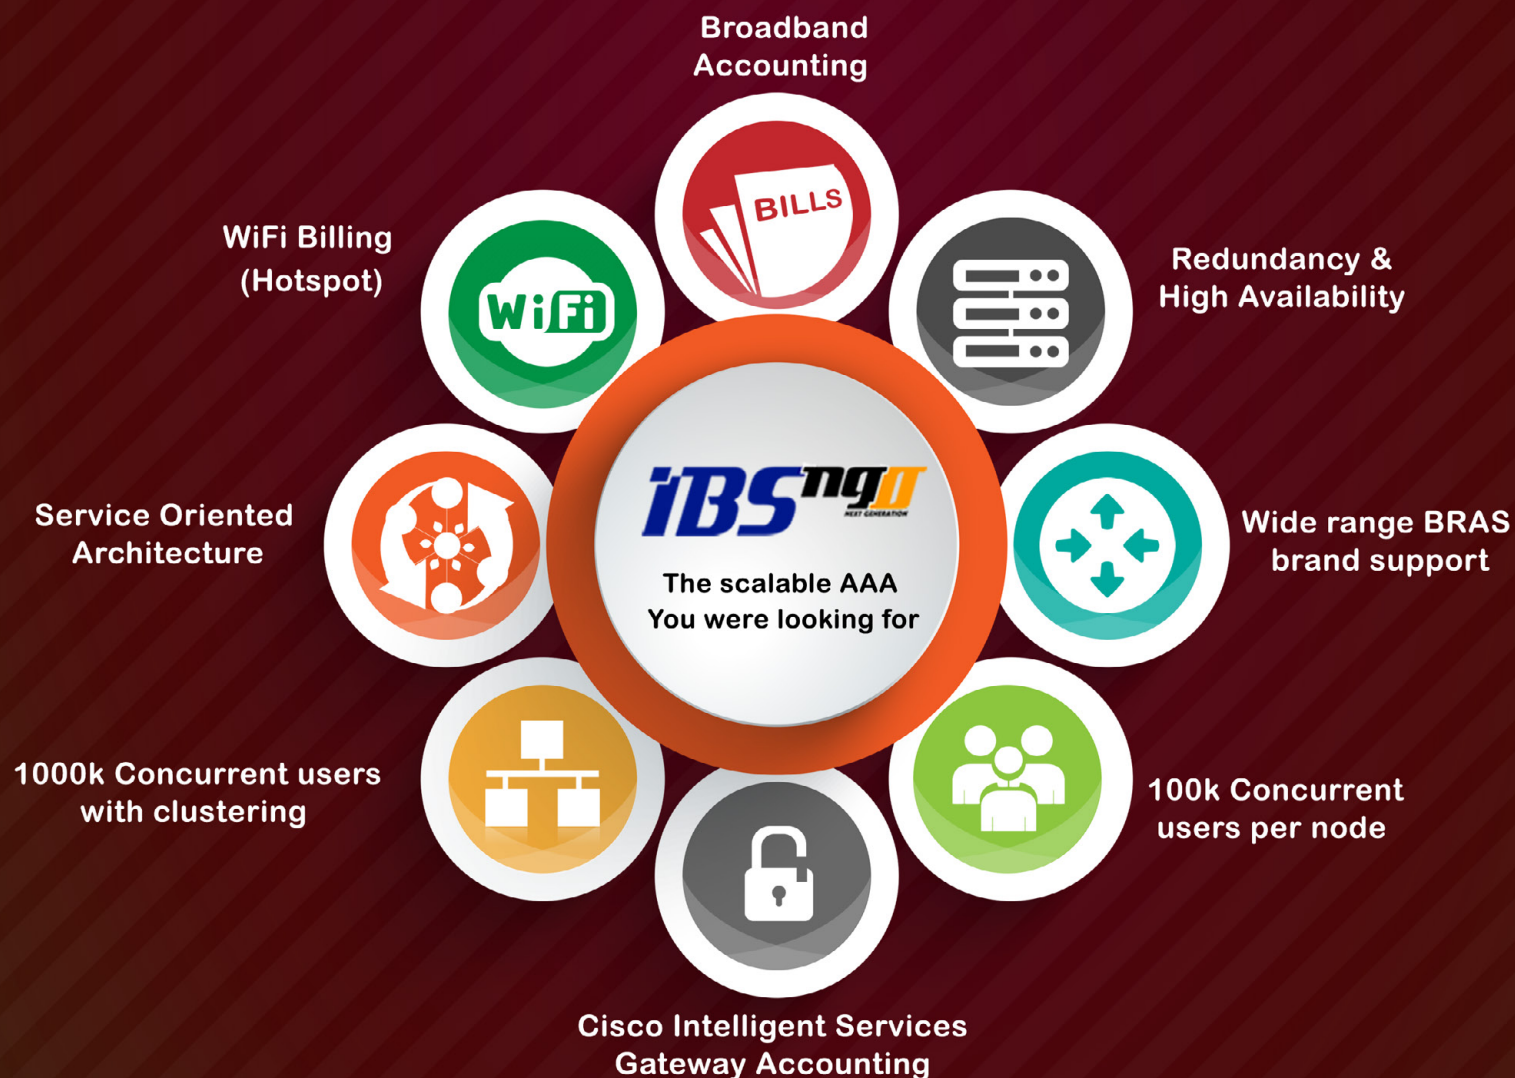 Broadband
Accounting
BILLS
WiFi Billing
(Hotspot)
WiFi
Redundancy &
High Availability
Service Oriented
Architecture
IBSng
NEXT GENERATION
The scalable AAA
You were looking for
Wide range BRAS
brand support
1000k Concurrent users
with clustering
100k Concurrent
users per node
Cisco Intelligent Services
Gateway Accounting